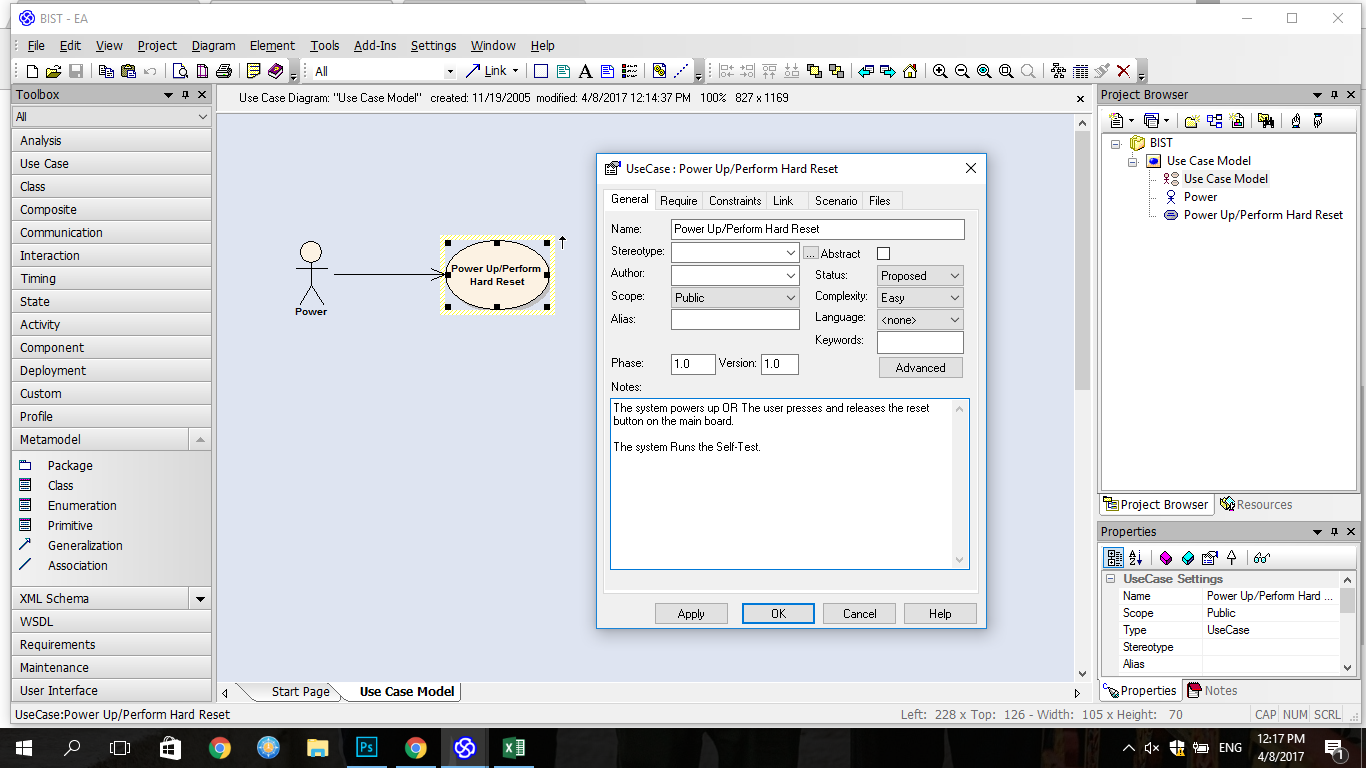 BIST - EA
File Edit View Project Diagram Element Tools Add-Ins Settings Window Help
All Link
Toolbox
All
Analysis
Use Case
Class
Composite
Communication
Interaction
Timing
State
Activity
Component
Deployment
Custom
Profile
Metamodel
Package
Class
Enumeration
Primitive
Generalization
Association
XML Schema
WSDL
Requirements
Maintenance
User Interface
Use Case Diagram: "Use Case Model" created: 11/19/2005 modified: 4/8/2017 12:14:37 PM 100% 827 x 1169
Power
Power Up/Perform
Hard Reset
UseCase : Power Up/Perform Hard Reset
General Require Constraints Link Scenario Files
Name: Power Up/Perform Hard Reset
Stereotype: ... Abstract
Author: Status: Proposed
Scope: Public Complexity: Easy
Alias: Language: <none>
Keywords:
Phase: 1.0 Version: 1.0 Advanced
Notes:
The system powers up OR The user presses and releases the reset
button on the main board.
The system Runs the Self-Test.
Apply OK Cancel Help
Start Page Use Case Model
Project Browser
BIST
Use Case Model
Use Case Model
Power
Power Up/Perform Hard Reset
Project Browser Resources
Properties
UseCase Settings
Name Power Up/Perform Hard ...
Scope Public
Type UseCase
Stereotype
Alias
Properties Notes
UseCase:Power Up/Perform Hard Reset
Left: 228 x Top: 126 - Width: 105 x Height: 70
CAP NUM SCRL
Ps
ENG
12:17 PM
4/8/2017
1